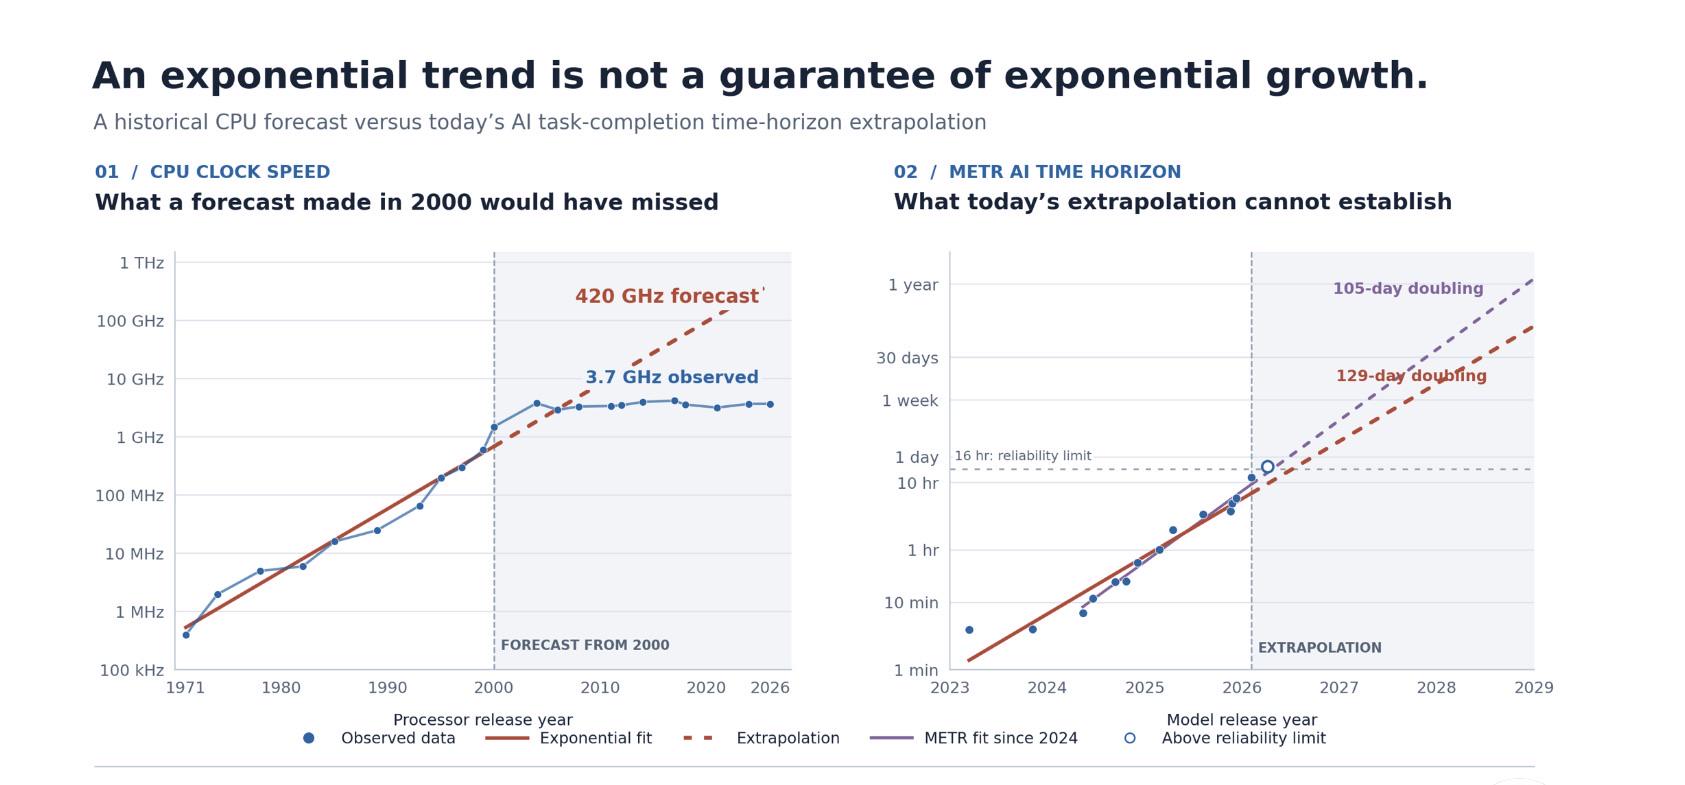 An exponential trend is not a guarantee of exponential growth.
A historical CPU forecast versus today’s AI task-completion time-horizon extrapolation
01 / CPU CLOCK SPEED
What a forecast made in 2000 would have missed
1 THz
100 GHz
10 GHz
1 GHz
100 MHz
10 MHz
1 MHz
100 kHz
420 GHz forecast
3.7 GHz observed
FORECAST FROM 2000
1971 1980 1990 2000 2010 2020 2026
Processor release year
02 / METR AI TIME HORIZON
What today’s extrapolation cannot establish
1 year
30 days
1 week
1 day
10 hr
1 hr
10 min
1 min
105-day doubling
129-day doubling
16 hr: reliability limit
EXTRAPOLATION
2023 2024 2025 2026 2027 2028 2029
Model release year
Observed data Exponential fit Extrapolation METR fit since 2024 Above reliability limit